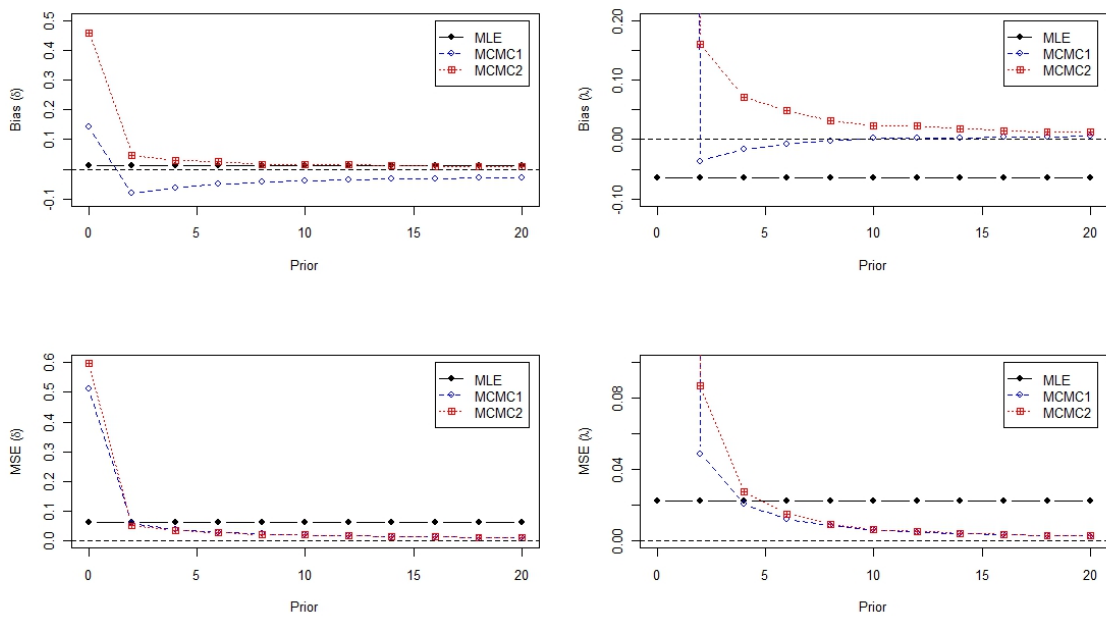 Bias (δ)
-0.1 0.1 0.2 0.3 0.4 0.5
MLE
MCMC1
MCMC2
0 5 10 15 20
Prior
Bias (λ)
-0.10 0.00 0.10 0.20
MLE
MCMC1
MCMC2
0 5 10 15 20
Prior
MSE (δ)
0.0 0.1 0.2 0.3 0.4 0.5 0.6
MLE
MCMC1
MCMC2
0 5 10 15 20
Prior
MSE (λ)
0.00 0.04 0.08
MLE
MCMC1
MCMC2
0 5 10 15 20
Prior